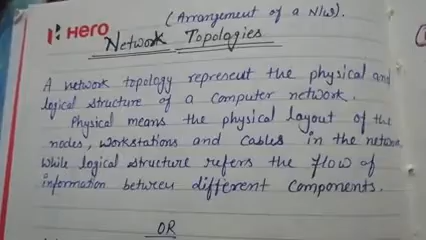 (Arrangement of a N/w).
Hero
Network Topologies
A network topology represent the physical and
logical structure of a computer network.
Physical means the physical layout of the
nodes, workstations and cables in the networ
while logical structure refers the flow of
information between different components.
OR